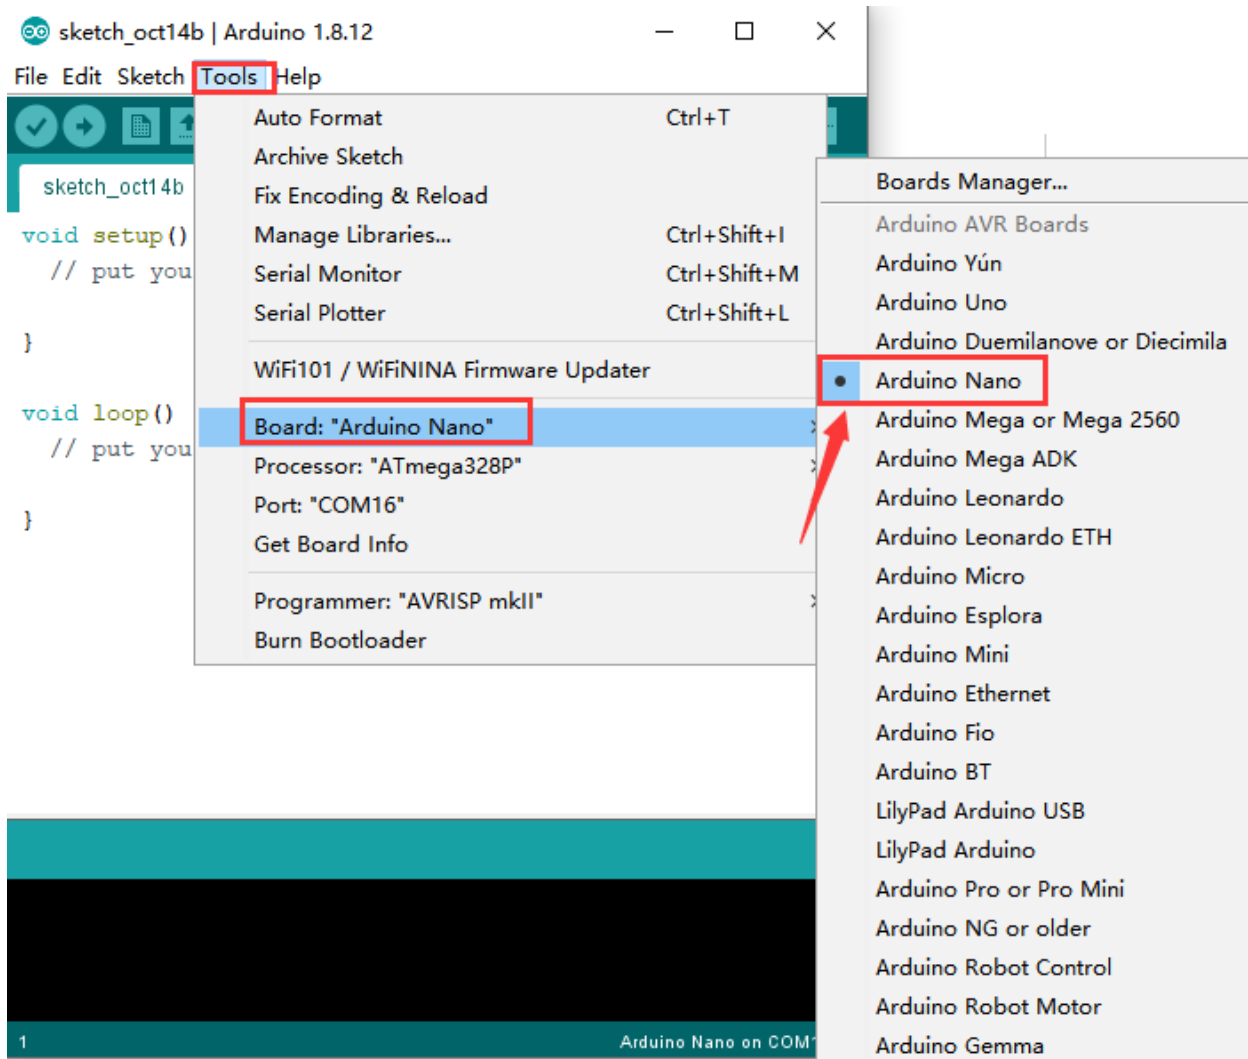 sketch_oct14b | Arduino 1.8.12
File Edit Sketch Tools Help
sketch_oct14b
void setup()
// put you
}
void loop()
// put you
}
Auto Format Ctrl+T
Archive Sketch
Fix Encoding & Reload
Manage Libraries... Ctrl+Shift+I
Serial Monitor Ctrl+Shift+M
Serial Plotter Ctrl+Shift+L
WiFi101 / WiFiNINA Firmware Updater
Board: "Arduino Nano"
Processor: "ATmega328P"
Port: "COM16"
Get Board Info
Programmer: "AVRISP mkII"
Burn Bootloader
Boards Manager...
Arduino AVR Boards
Arduino Yún
Arduino Uno
Arduino Duemilanove or Diecimila
Arduino Nano
Arduino Mega or Mega 2560
Arduino Mega ADK
Arduino Leonardo
Arduino Leonardo ETH
Arduino Micro
Arduino Esplora
Arduino Mini
Arduino Ethernet
Arduino Fio
Arduino BT
LilyPad Arduino USB
LilyPad Arduino
Arduino Pro or Pro Mini
Arduino NG or older
Arduino Robot Control
Arduino Robot Motor
Arduino Gemma
1 Arduino Nano on COM